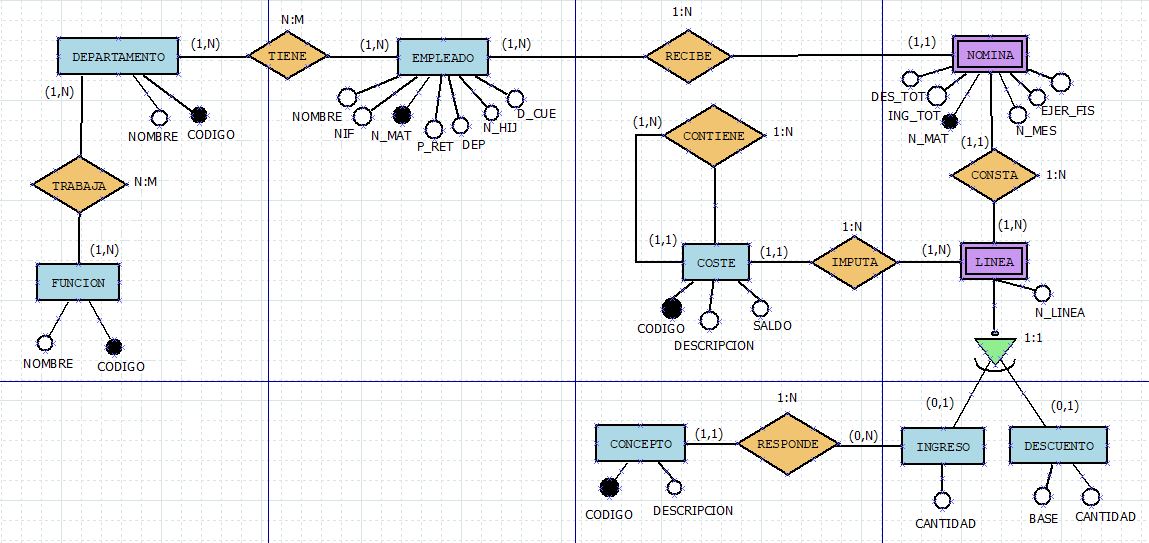 N:M
1:N
DEPARTAMENTO
(1,N)
TIENE
(1,N)
EMPLEADO
(1,N)
RECIBE
(1,1)
NOMINA
(1,N)
NOMBRE
CODIGO
NOMBRE
NIF
N_MAT
P_RET
DEP
N_HIJ
D_CUE
DES_TOT
ING_TOT
N_MAT
N_MES
EJER_FIS
(1,N)
CONTIENE
1:N
(1,1)
CONSTA
1:N
TRABAJA
N:M
(1,N)
FUNCION
NOMBRE
CODIGO
(1,1)
COSTE
(1,1)
1:N
IMPUTA
(1,N)
(1,N)
LINEA
N_LINEA
CODIGO
DESCRIPCION
SALDO
1:1
(0,1)
(0,1)
CONCEPTO
(1,1)
1:N
RESPONDE
(0,N)
INGRESO
DESCUENTO
CODIGO
DESCRIPCION
CANTIDAD
BASE
CANTIDAD